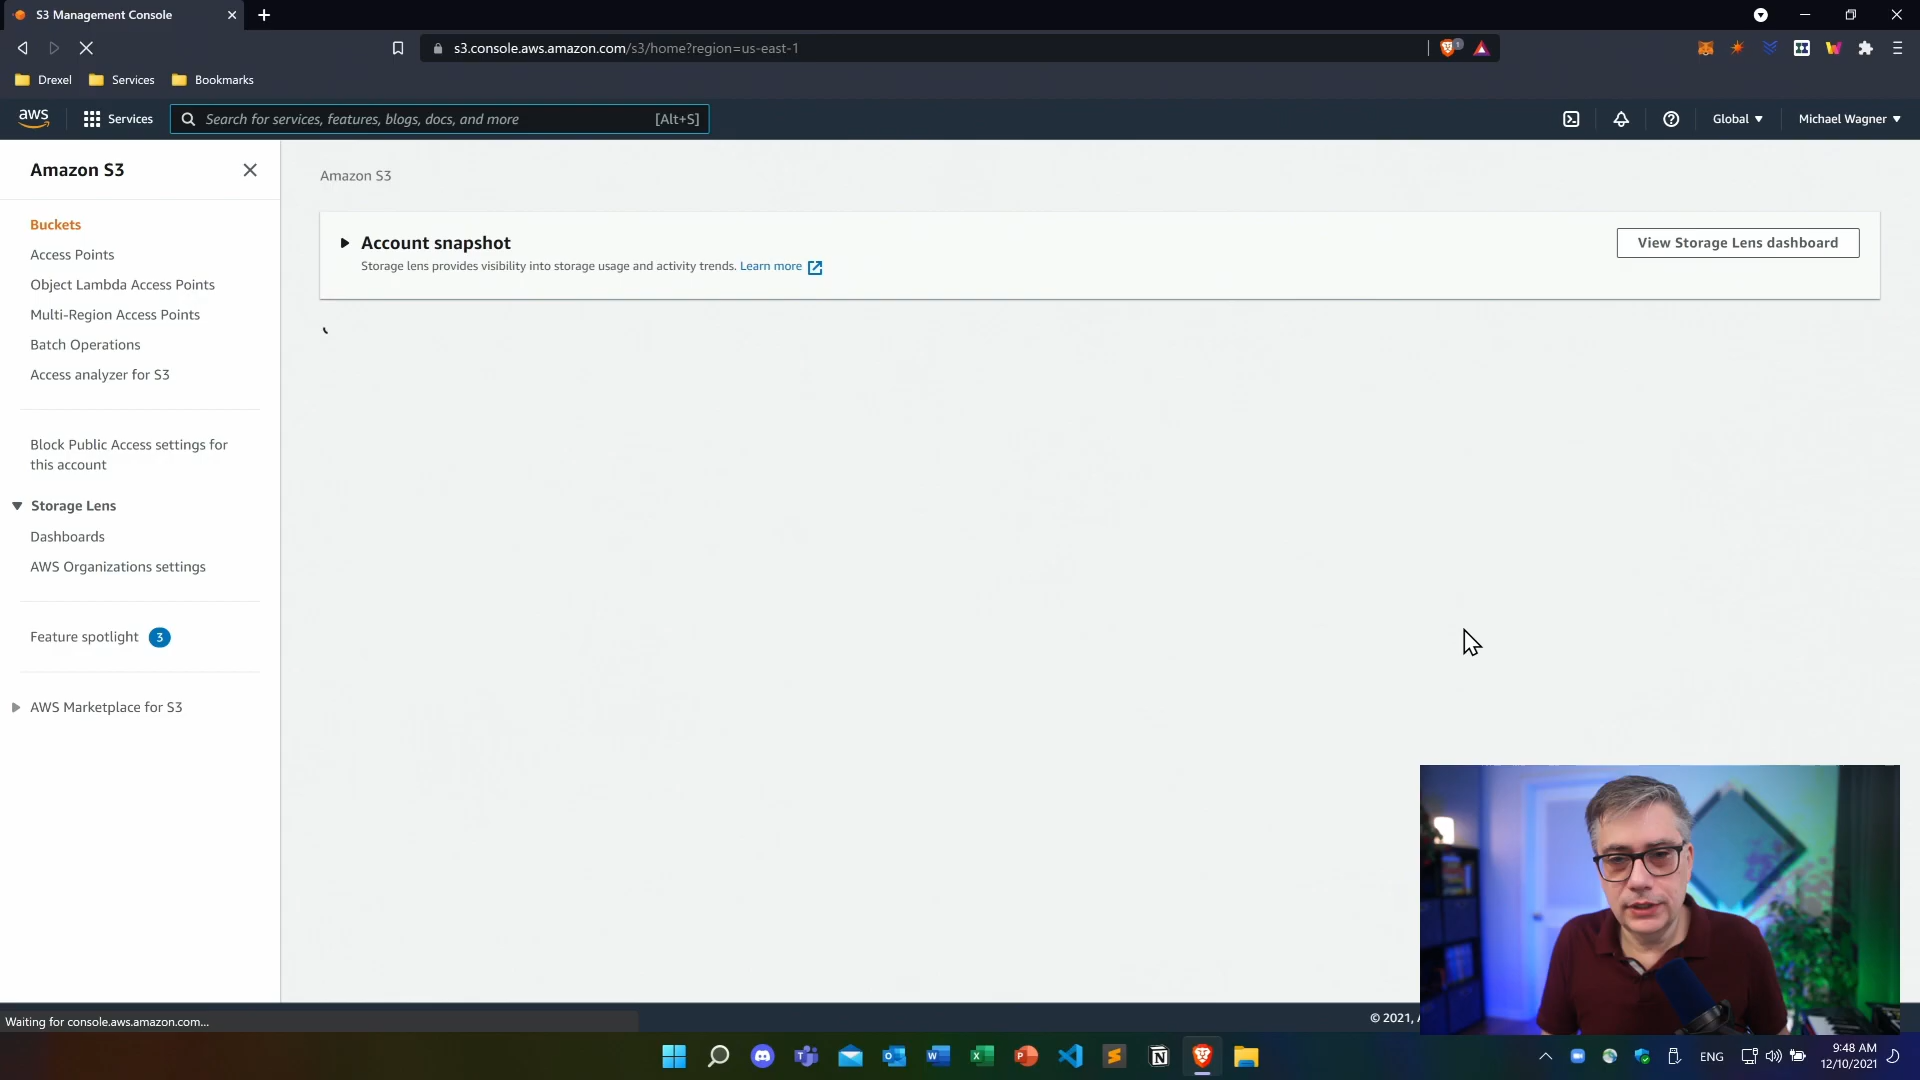 S3 Management Console
s3.console.aws.amazon.com/s3/home?region=us-east-1
1
Drexel
Services
Bookmarks
aws
Services
Search for services, features, blogs, docs, and more
[Alt+S]
Global
Michael Wagner
Amazon S3
Buckets
Access Points
Object Lambda Access Points
Multi-Region Access Points
Batch Operations
Access analyzer for S3
Block Public Access settings for
this account
Storage Lens
Dashboards
AWS Organizations settings
Feature spotlight 3
AWS Marketplace for S3
Amazon S3
Account snapshot
Storage lens provides visibility into storage usage and activity trends. Learn more
View Storage Lens dashboard
© 2021, A
Waiting for console.aws.amazon.com...
ENG
9:48 AM
12/10/2021